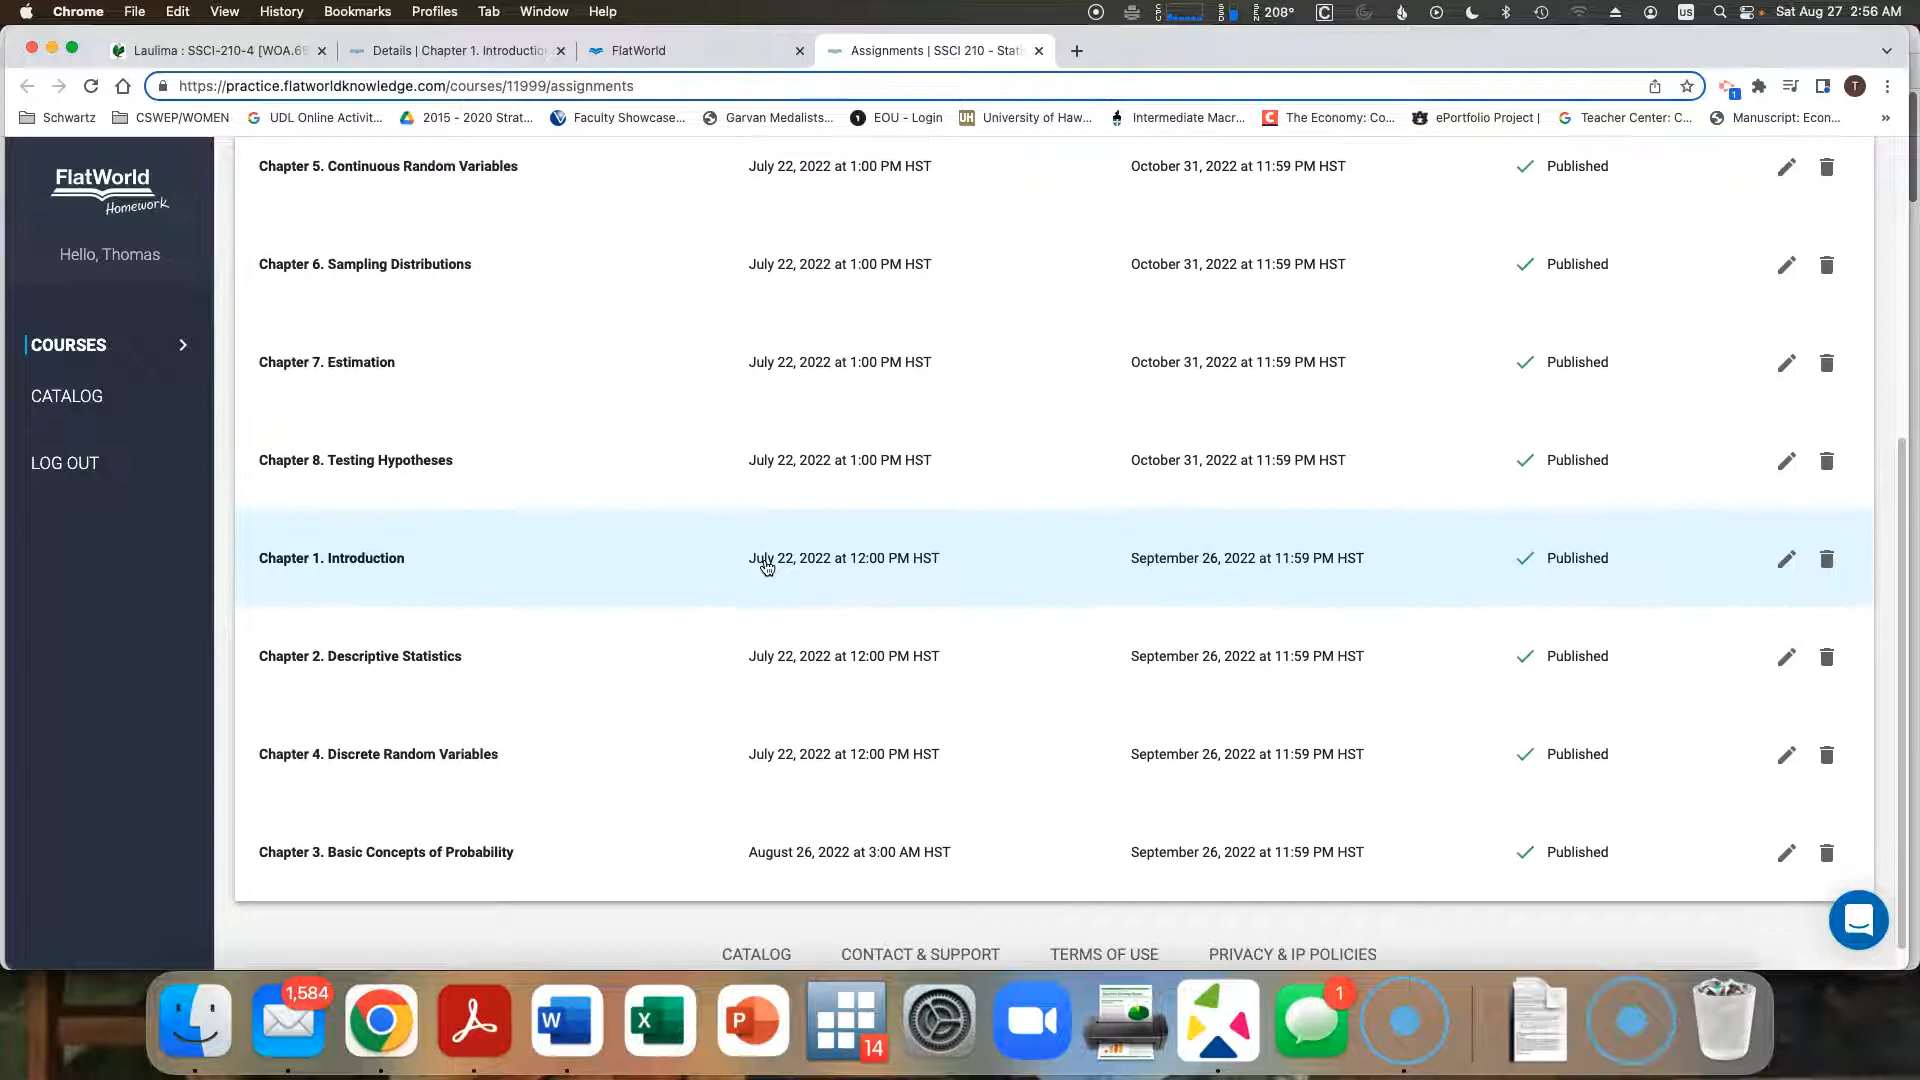 Chrome File Edit View History Bookmarks Profiles Tab Window Help 208° US Sat Aug 27 2:56 AM
Laulima : SSCI-210-4 [WOA.65 Details | Chapter 1. Introduction FlatWorld Assignments | SSCI 210 - Stati
https://practice.flatworldknowledge.com/courses/11999/assignments 1 T
Schwartz CSWEP/WOMEN UDL Online Activit... 2015 - 2020 Strat... Faculty Showcase... Garvan Medalists... EOU - Login University of Haw... Intermediate Macr... The Economy: Co... ePortfolio Project | Teacher Center: C... Manuscript: Econ... »
FlatWorld
Homework
Hello, Thomas
COURSES
CATALOG
LOG OUT
Chapter 5. Continuous Random Variables July 22, 2022 at 1:00 PM HST October 31, 2022 at 11:59 PM HST Published
Chapter 6. Sampling Distributions July 22, 2022 at 1:00 PM HST October 31, 2022 at 11:59 PM HST Published
Chapter 7. Estimation July 22, 2022 at 1:00 PM HST October 31, 2022 at 11:59 PM HST Published
Chapter 8. Testing Hypotheses July 22, 2022 at 1:00 PM HST October 31, 2022 at 11:59 PM HST Published
Chapter 1. Introduction July 22, 2022 at 12:00 PM HST September 26, 2022 at 11:59 PM HST Published
Chapter 2. Descriptive Statistics July 22, 2022 at 12:00 PM HST September 26, 2022 at 11:59 PM HST Published
Chapter 4. Discrete Random Variables July 22, 2022 at 12:00 PM HST September 26, 2022 at 11:59 PM HST Published
Chapter 3. Basic Concepts of Probability August 26, 2022 at 3:00 AM HST September 26, 2022 at 11:59 PM HST Published
CATALOG CONTACT & SUPPORT TERMS OF USE PRIVACY & IP POLICIES
1,584 W X P 14 1